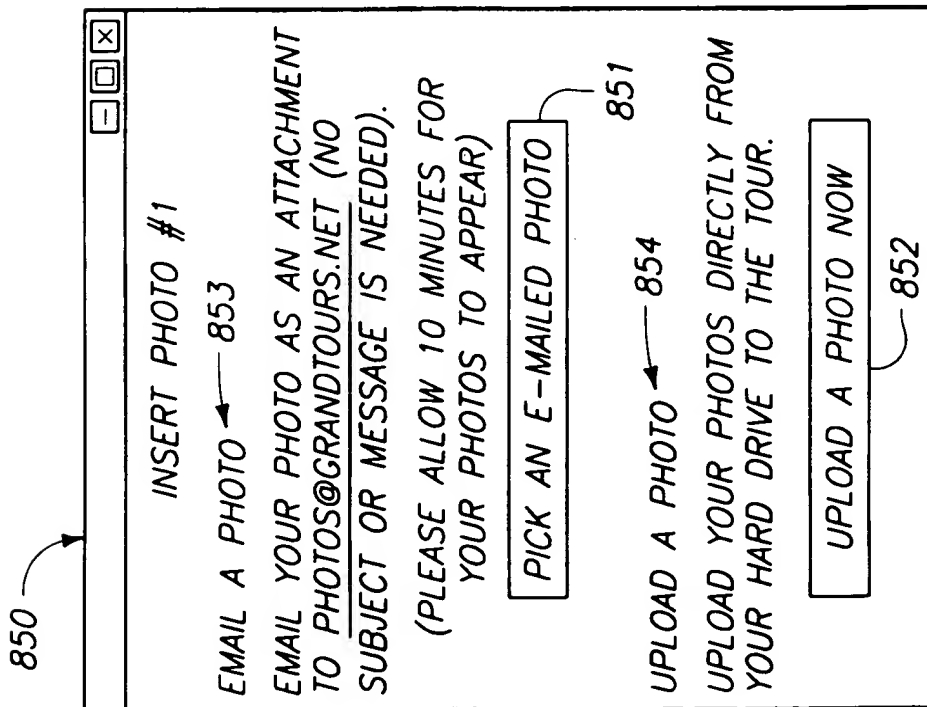 850
INSERT PHOTO #1
EMAIL A PHOTO 853
EMAIL YOUR PHOTO AS AN ATTACHMENT
TO PHOTOS@GRANDTOURS.NET (NO
SUBJECT OR MESSAGE IS NEEDED).
(PLEASE ALLOW 10 MINUTES FOR
YOUR PHOTOS TO APPEAR)
PICK AN E-MAILED PHOTO
851
UPLOAD A PHOTO 854
UPLOAD YOUR PHOTOS DIRECTLY FROM
YOUR HARD DRIVE TO THE TOUR.
UPLOAD A PHOTO NOW
852